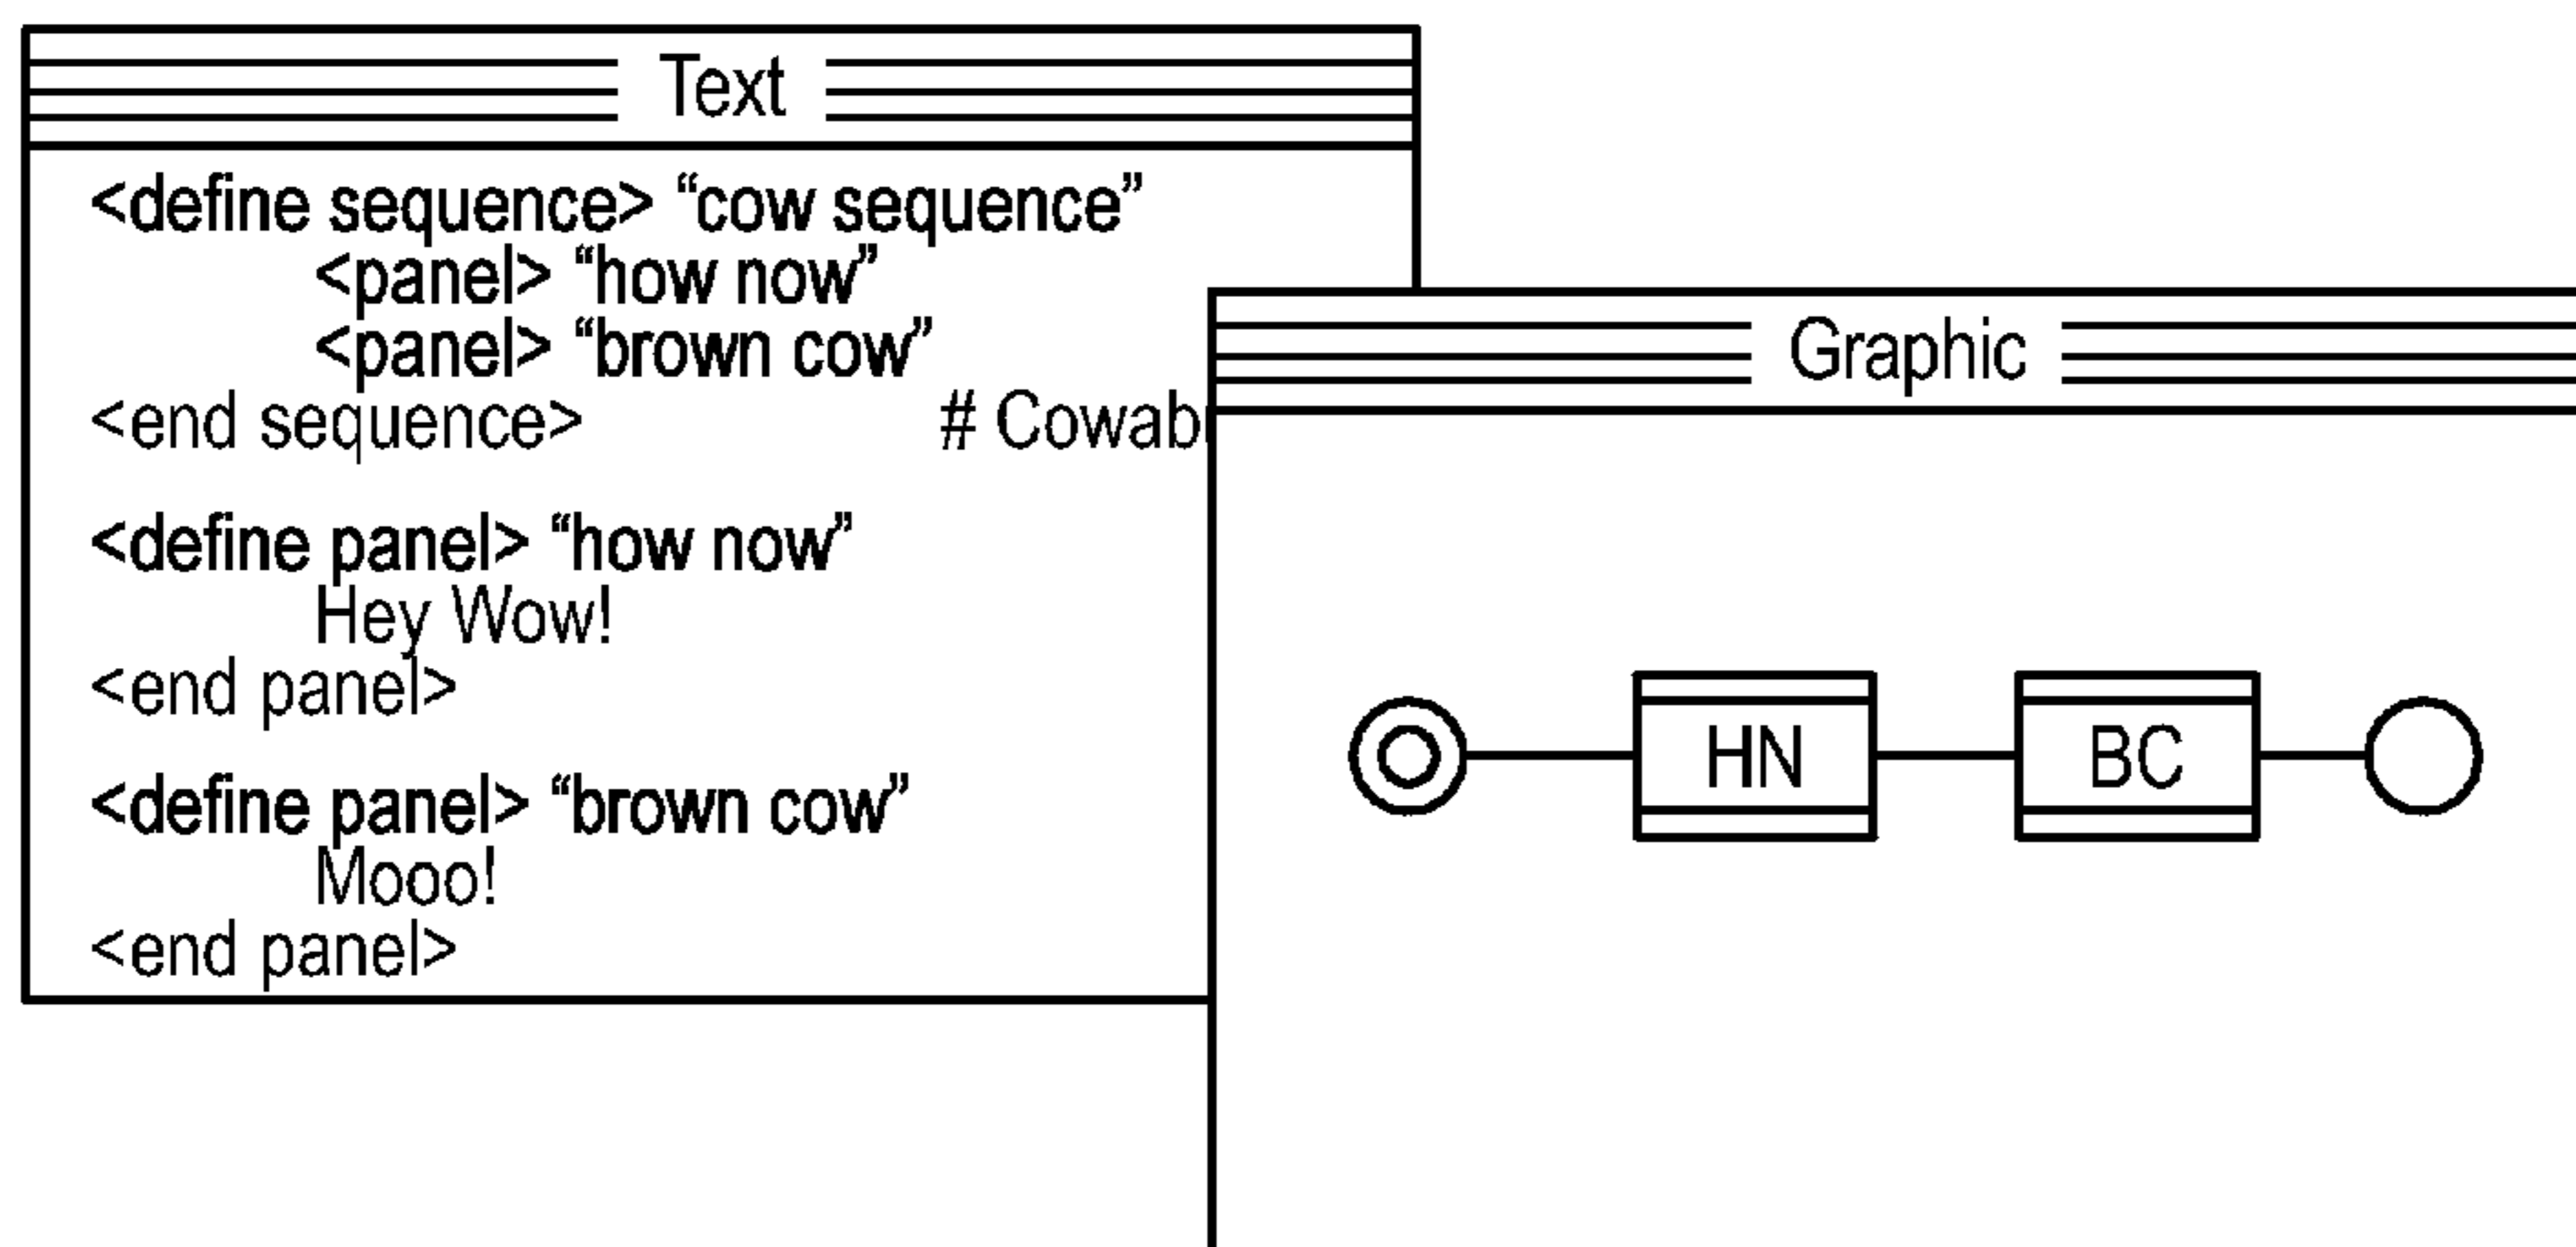 Text
<define sequence> “cow sequence”
<panel> “how now”
<panel> “brown cow”
<end sequence> #
<define panel> “how now”
Hey Wow!
<end panel>
<define panel> “brown cow”
Mooo!
<end panel>
Graphic
HN
BC